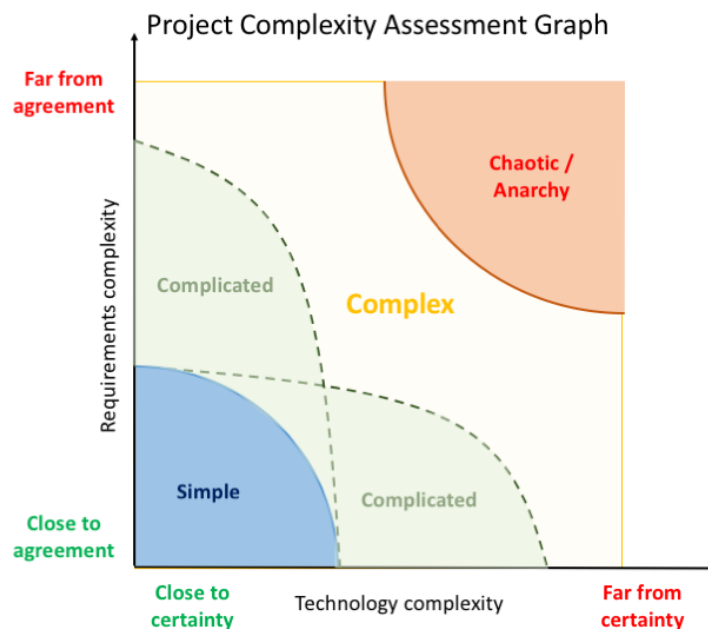 Project Complexity Assessment Graph
Far from
agreement
Chaotic /
Anarchy
Requirements complexity
Complicated
Complex
Simple
Complicated
Close to
agreement
Close to
certainty
Technology complexity
Far from
certainty